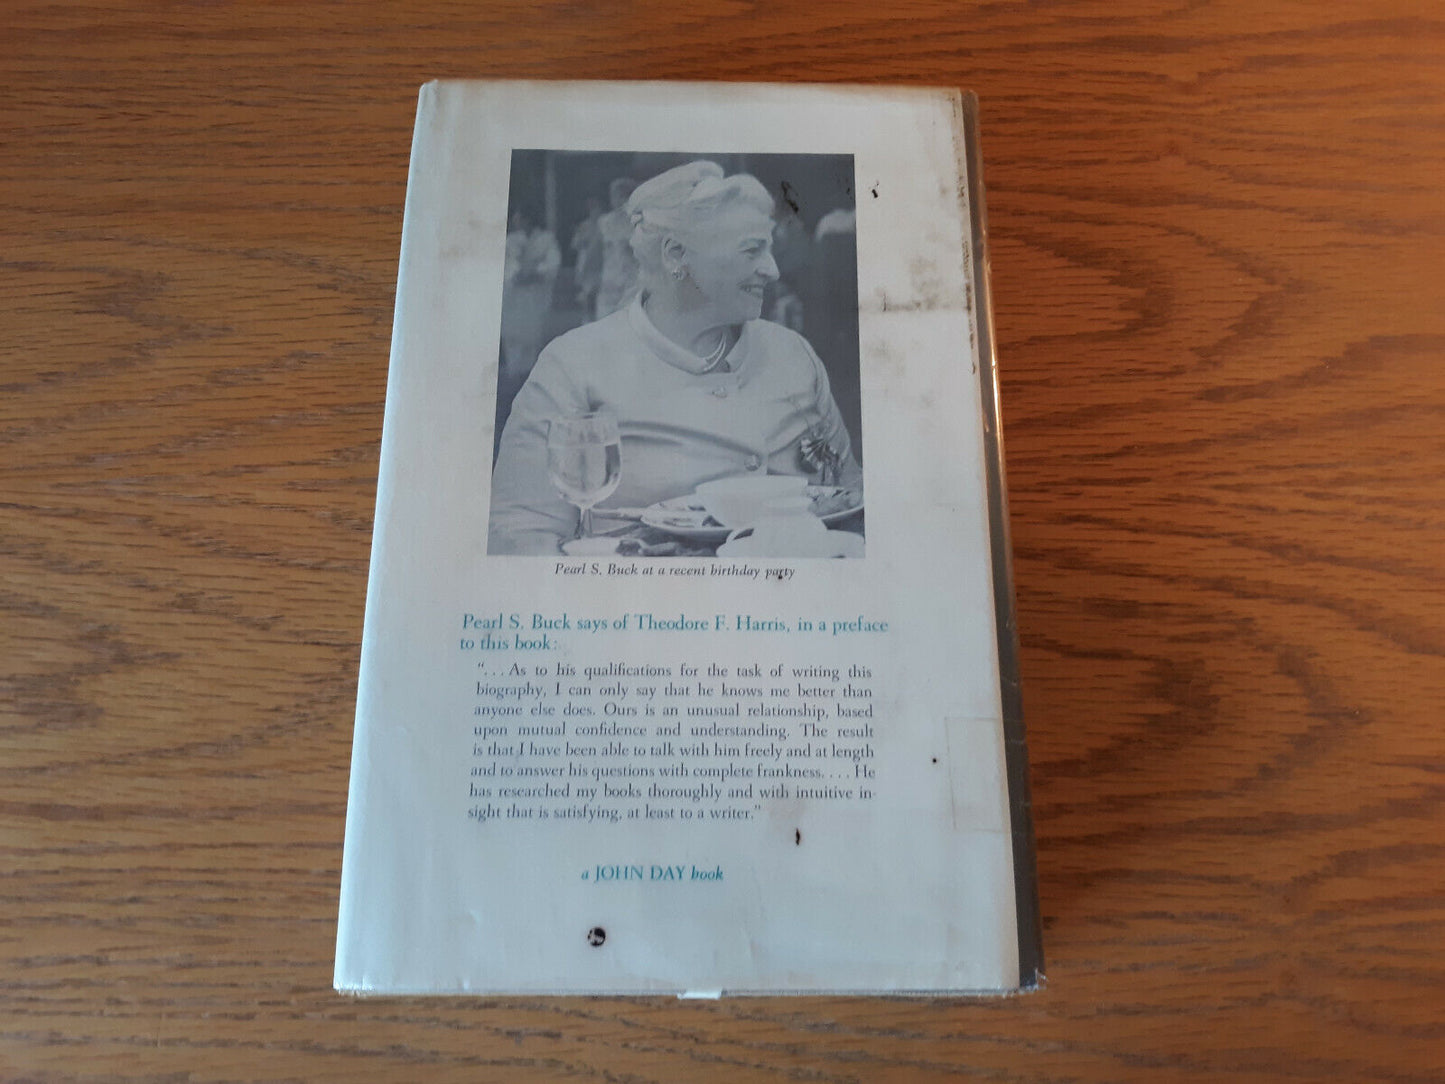 Pearl S. Buck at a recent birthday party
Pearl S. Buck says of Theodore F. Harris, in a preface
to this book:
“. . . As to his qualifications for the task of writing this
biography, I can only say that he knows me better than
anyone else does. Ours is an unusual relationship, based
upon mutual confidence and understanding. The result
is that I have been able to talk with him freely and at length
and to answer his questions with complete frankness. . . . He
has researched my books thoroughly and with intuitive in-
sight that is satisfying, at least to a writer.”
a JOHN DAY book